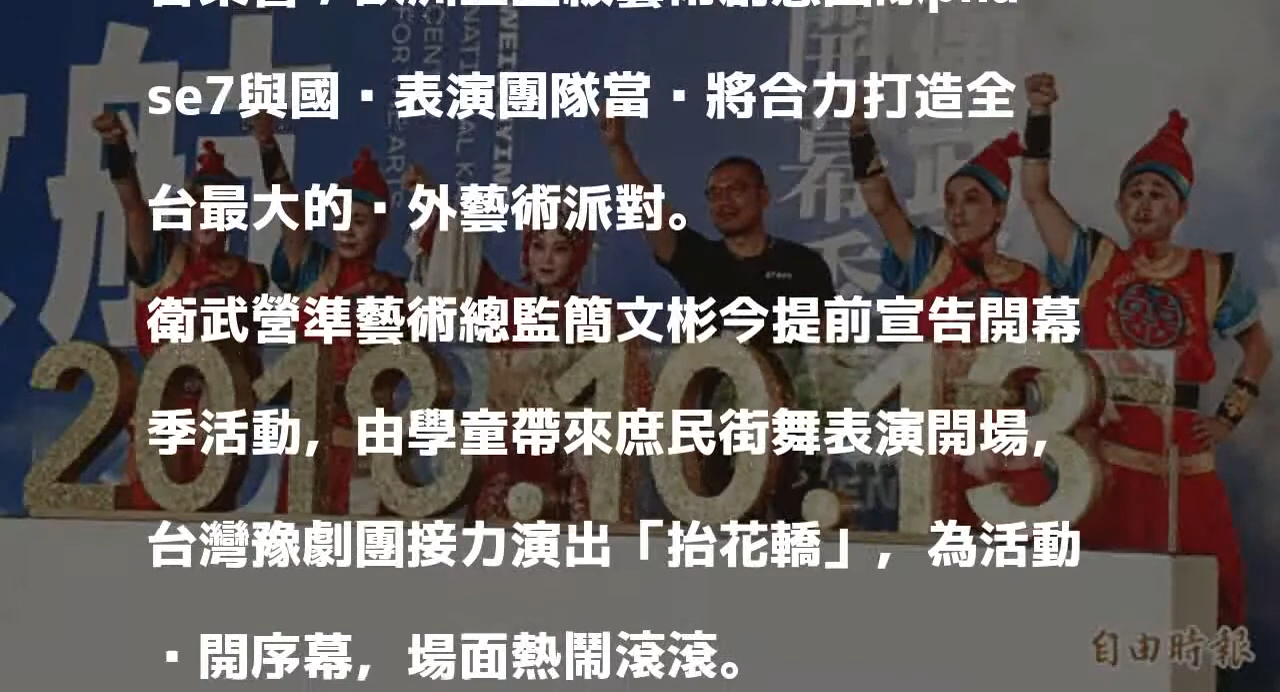 se7與國▪表演團隊當▪將合力打造全
台最大的▪外藝術派對。
衛武營準藝術總監簡文彬今提前宣告開幕
季活動，由學童帶來庶民街舞表演開場，
台灣豫劇團接力演出「抬花轎」，為活動
▪開序幕，場面熱鬧滾滾。
2018.10.13
自由時報